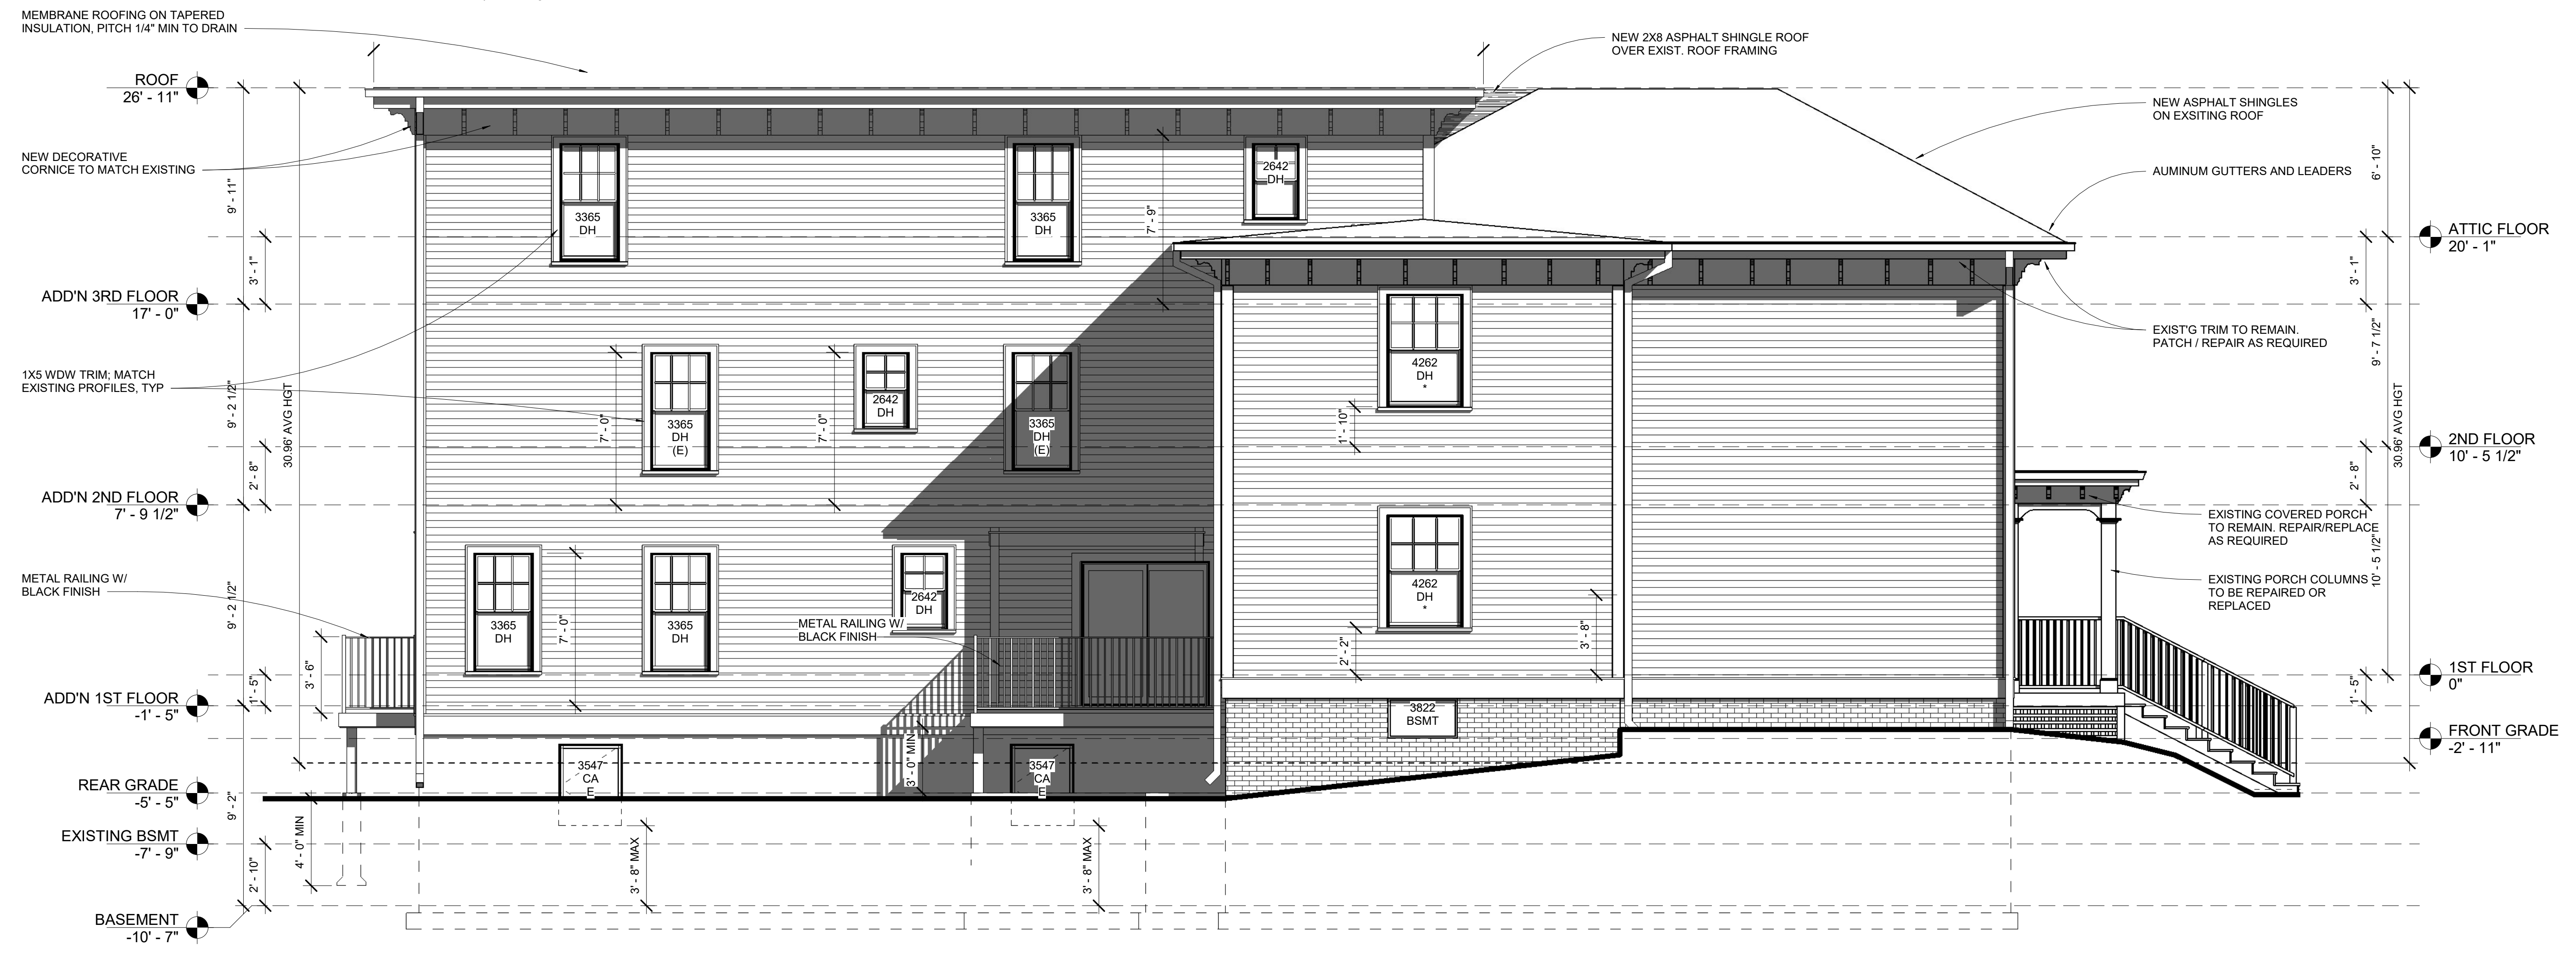 MEMBRANE ROOFING ON TAPERED
INSULATION, PITCH 1/4" MIN TO DRAIN
NEW 2X8 ASPHALT SHINGLE ROOF
OVER EXIST. ROOF FRAMING
ROOF
26' - 11"
NEW ASPHALT SHINGLES
ON EXSITING ROOF
NEW DECORATIVE
CORNICE TO MATCH EXISTING
AUMINUM GUTTERS AND LEADERS
9' - 11"
6' - 10"
2642
DH
3365
DH
3365
DH
7' - 9"
ATTIC FLOOR
20' - 1"
3' - 1"
3' - 1"
ADD'N 3RD FLOOR
17' - 0"
EXIST'G TRIM TO REMAIN.
PATCH / REPAIR AS REQUIRED
9' - 7 1/2"
1X5 WDW TRIM; MATCH
EXISTING PROFILES, TYP
9' - 2 1/2"
30.96' AVG HGT
30.96' AVG HGT
7' - 0"
3365
DH
(E)
7' - 0"
2642
DH
3365
DH
(E)
4262
DH
*
1' - 10"
2ND FLOOR
10' - 5 1/2"
2' - 8"
2' - 8"
ADD'N 2ND FLOOR
7' - 9 1/2"
EXISTING COVERED PORCH
TO REMAIN. REPAIR/REPLACE
AS REQUIRED
10' - 5 1/2"
METAL RAILING W/
BLACK FINISH
9' - 2 1/2"
EXISTING PORCH COLUMNS
TO BE REPAIRED OR
REPLACED
3365
DH
7' - 0"
3365
DH
2642
DH
METAL RAILING W/
BLACK FINISH
4262
DH
*
2' - 2"
3' - 8"
3' - 6"
1' - 5"
1' - 5"
1ST FLOOR
0"
ADD'N 1ST FLOOR
-1' - 5"
3822
BSMT
FRONT GRADE
-2' - 11"
3547
CA
E
3' - 0" MIN
3547
CA
E
REAR GRADE
-5' - 5"
9' - 2"
EXISTING BSMT
-7' - 9"
4' - 0" MIN
2' - 10"
3' - 8" MAX
3' - 8" MAX
BASEMENT
-10' - 7"